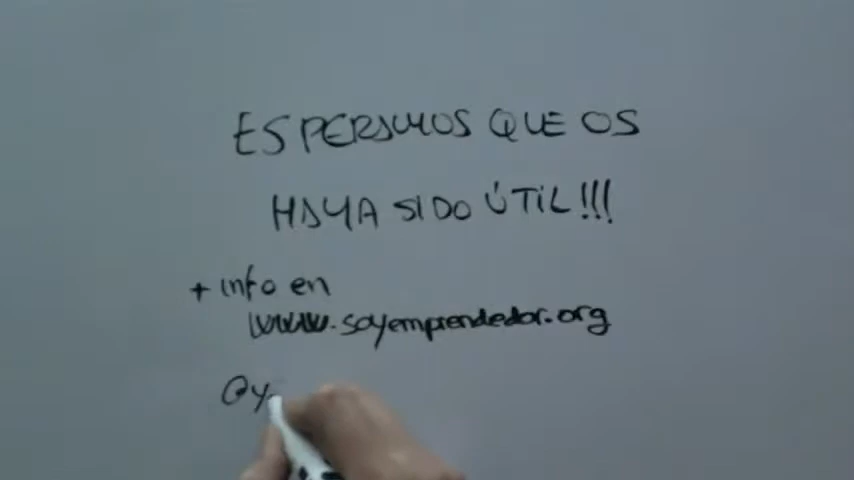 ESPERAMOS QUE OS
HAYA SIDO ÚTIL!!!
+ info en
www.soyemprendedor.org
@y